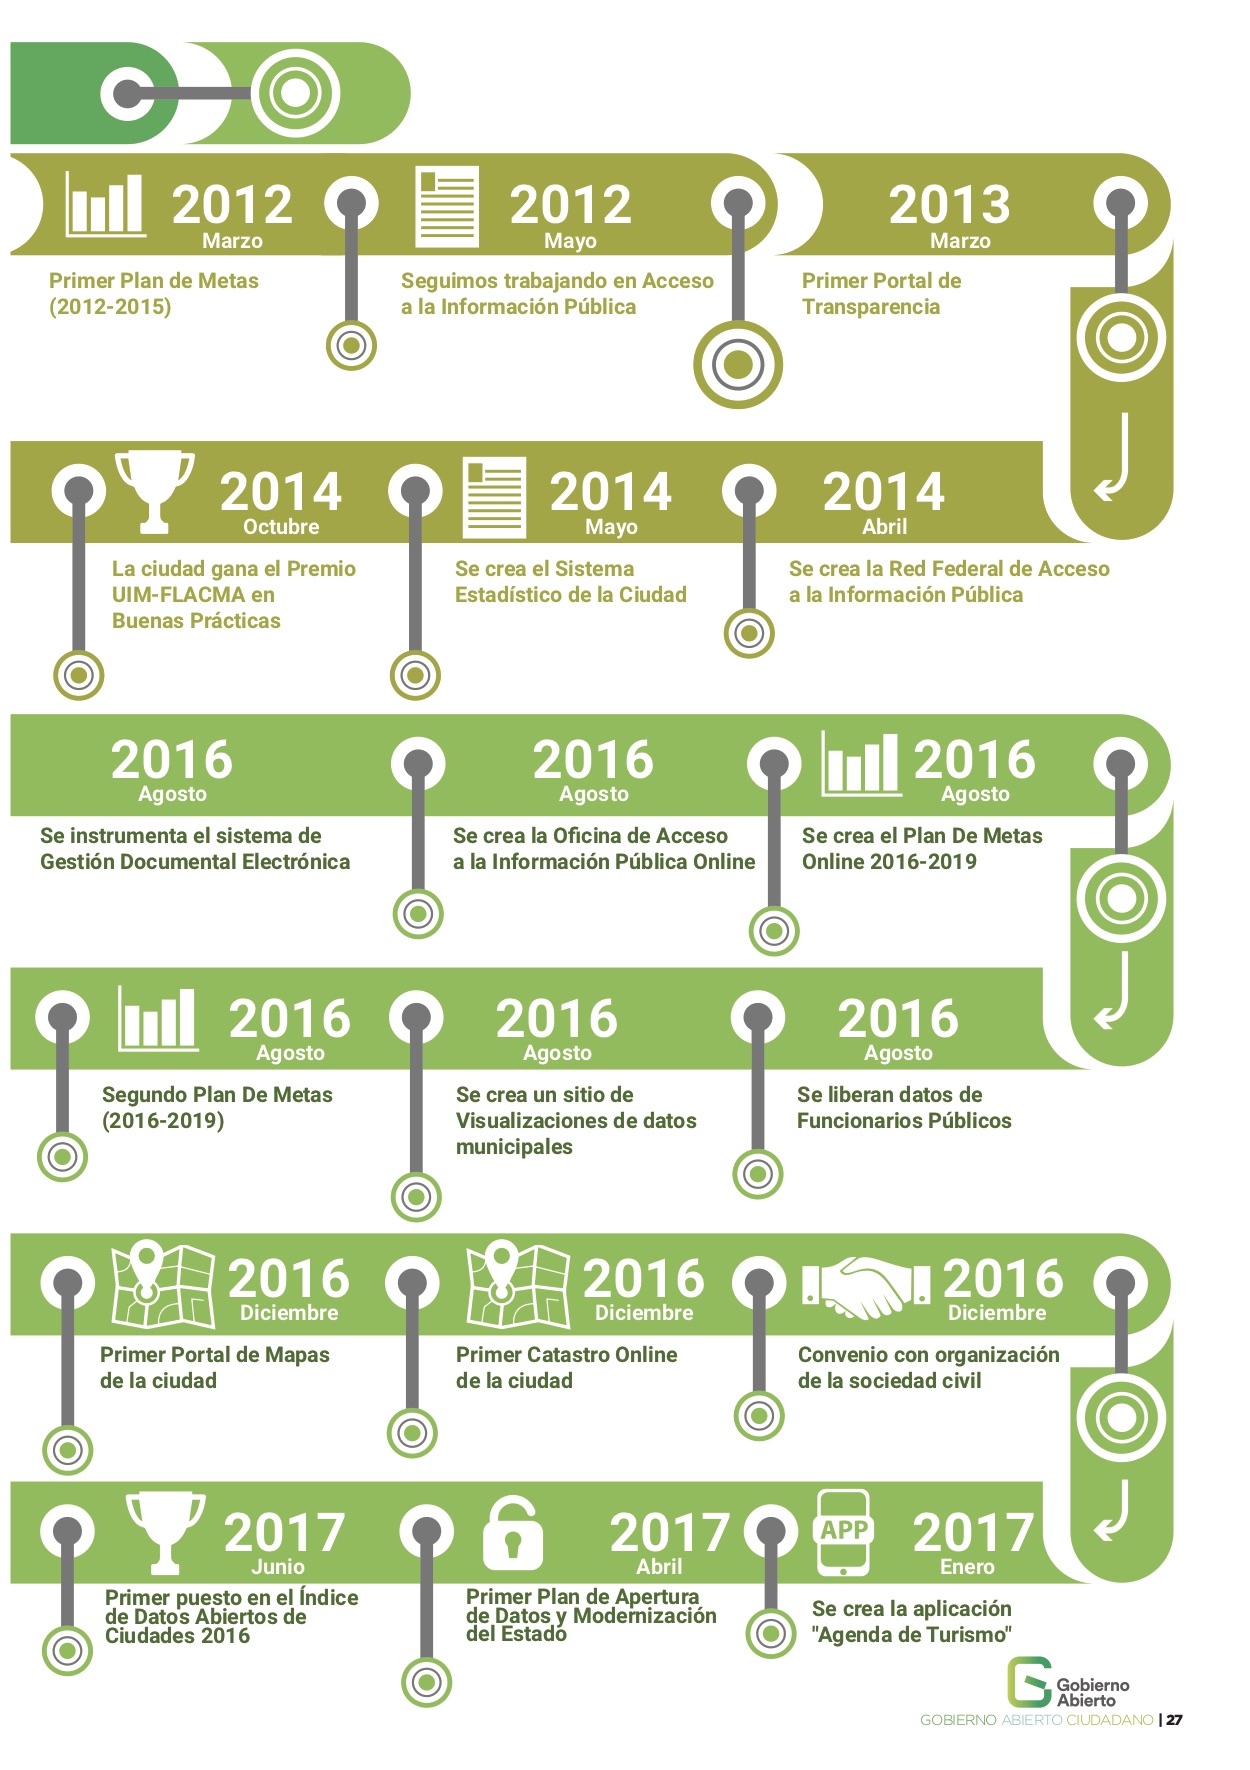 2012
Marzo
Primer Plan de Metas
(2012-2015)
2012
Mayo
Seguimos trabajando en Acceso
a la Información Pública
2013
Marzo
Primer Portal de
Transparencia
2014
Octubre
La ciudad gana el Premio
UIM-FLACMA en
Buenas Prácticas
2014
Mayo
Se crea el Sistema
Estadístico de la Ciudad
2014
Abril
Se crea la Red Federal de Acceso
a la Información Pública
2016
Agosto
Se instrumenta el sistema de
Gestión Documental Electrónica
2016
Agosto
Se crea la Oficina de Acceso
a la Información Pública Online
2016
Agosto
Se crea el Plan De Metas
Online 2016-2019
2016
Agosto
Segundo Plan De Metas
(2016-2019)
2016
Agosto
Se crea un sitio de
Visualizaciones de datos
municipales
2016
Agosto
Se liberan datos de
Funcionarios Públicos
2016
Diciembre
Primer Portal de Mapas
de la ciudad
2016
Diciembre
Primer Catastro Online
de la ciudad
2016
Diciembre
Convenio con organización
de la sociedad civil
2017
Junio
Primer puesto en el Índice
de Datos Abiertos de
Ciudades 2016
2017
Abril
Primer Plan de Apertura
de Datos y Modernización
del Estado
APP
2017
Enero
Se crea la aplicación
"Agenda de Turismo"
Gobierno
Abierto
GOBIERNO ABIERTO CIUDADANO | 27